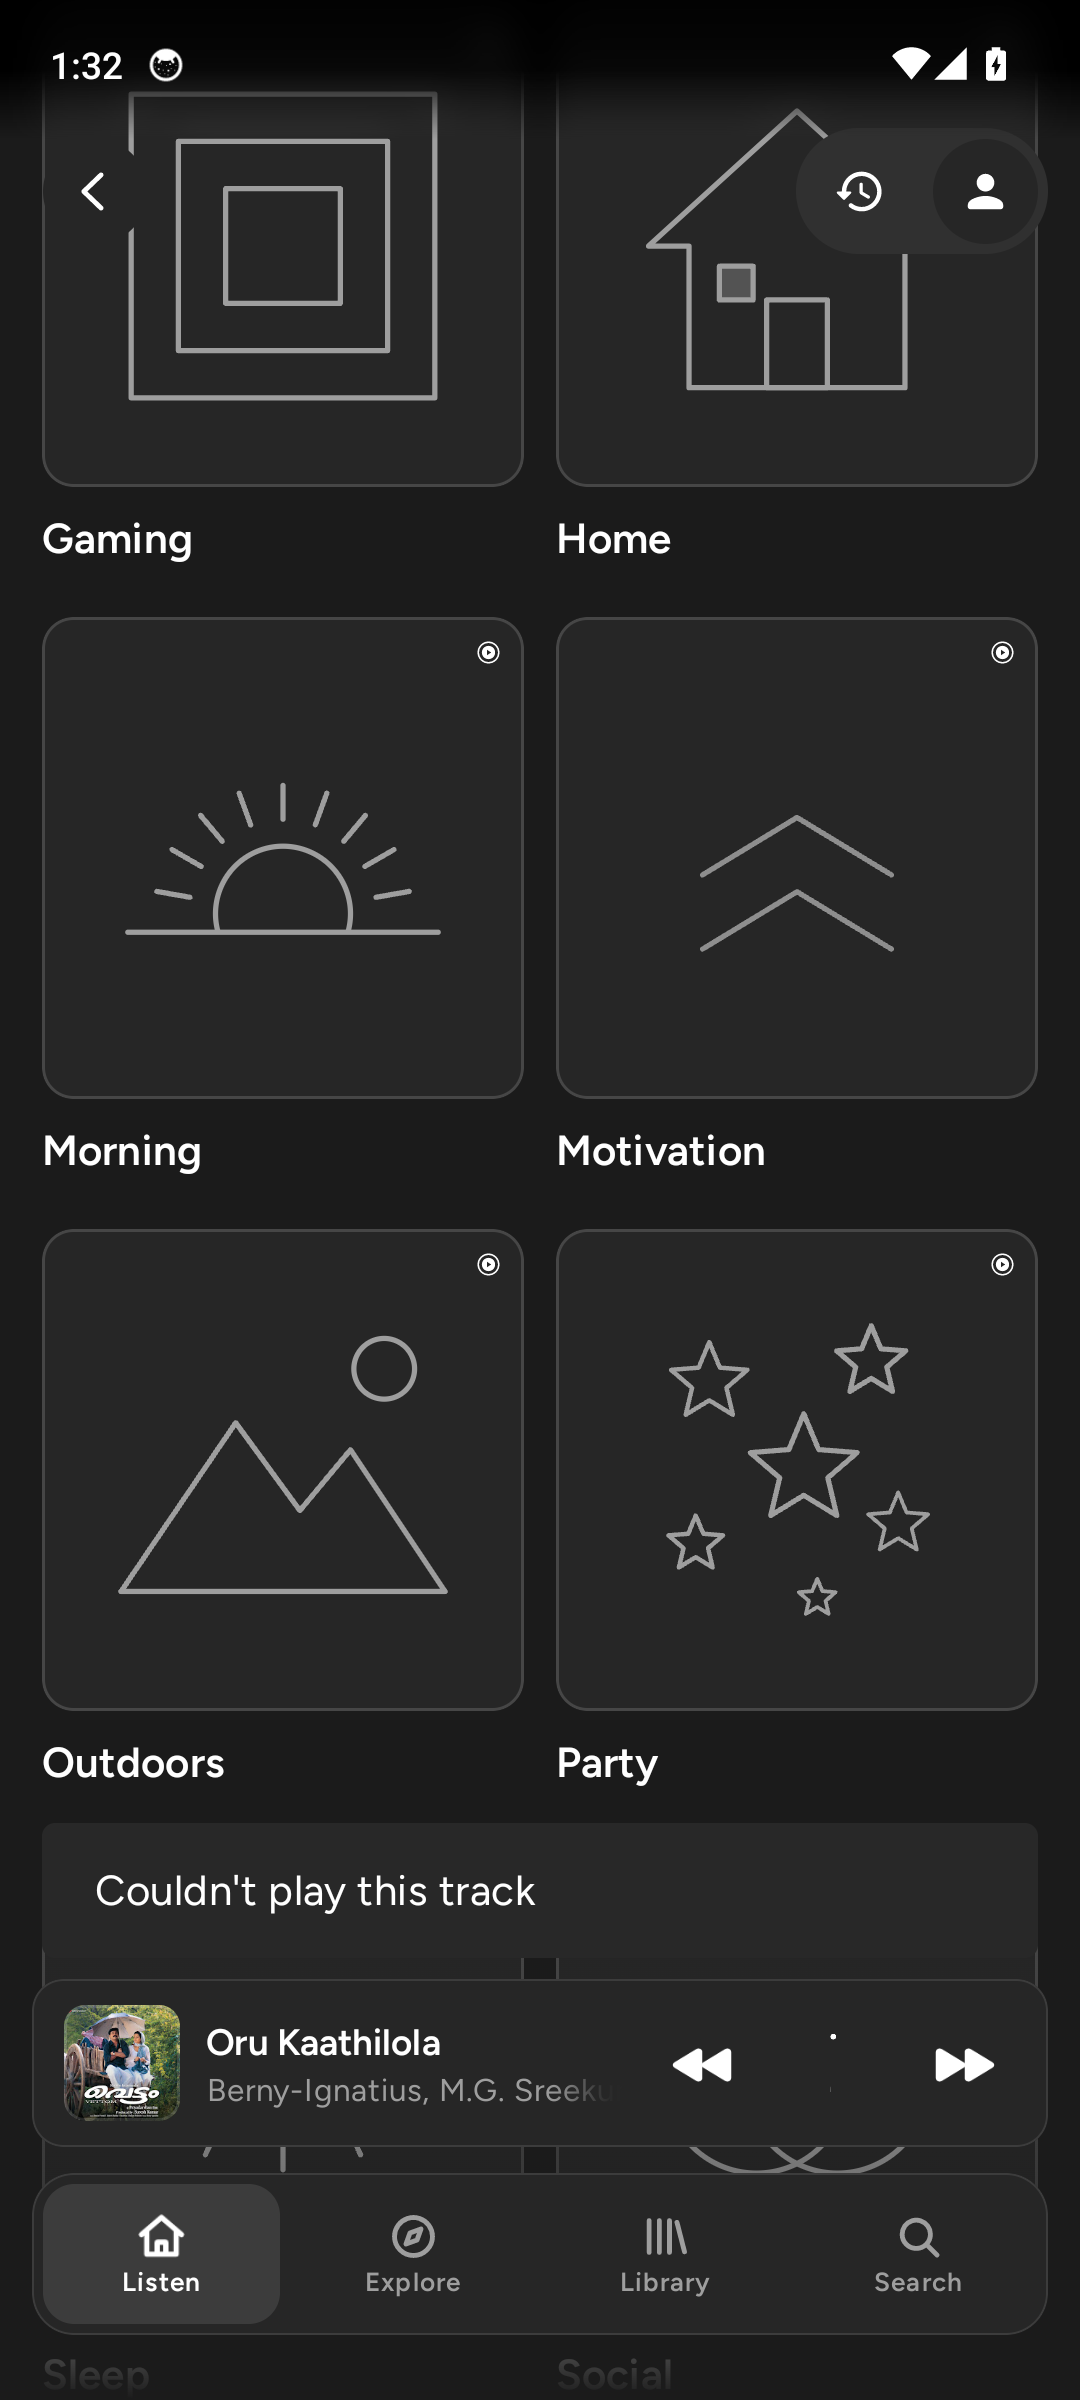 1:32
Gaming
Home
Morning
Motivation
Outdoors
Party
Couldn't play this track
വെട്ടം
Oru Kaathilola
Berny-Ignatius, M.G. Sreeku
Listen
Explore
Library
Search
Sleep
Social